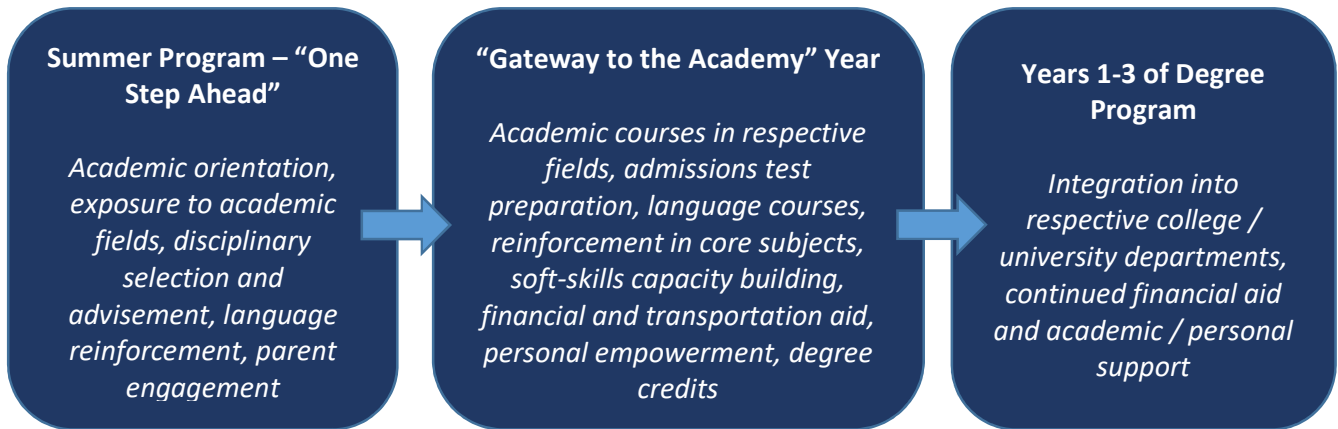 Summer Program – “One
Step Ahead”
Academic orientation,
exposure to academic
fields, disciplinary
selection and
advisement, language
reinforcement, parent
engagement
“Gateway to the Academy” Year
Academic courses in respective
fields, admissions test
preparation, language courses,
reinforcement in core subjects,
soft-skills capacity building,
financial and transportation aid,
personal empowerment, degree
credits
Years 1-3 of Degree
Program
Integration into
respective college /
university departments,
continued financial aid
and academic / personal
support